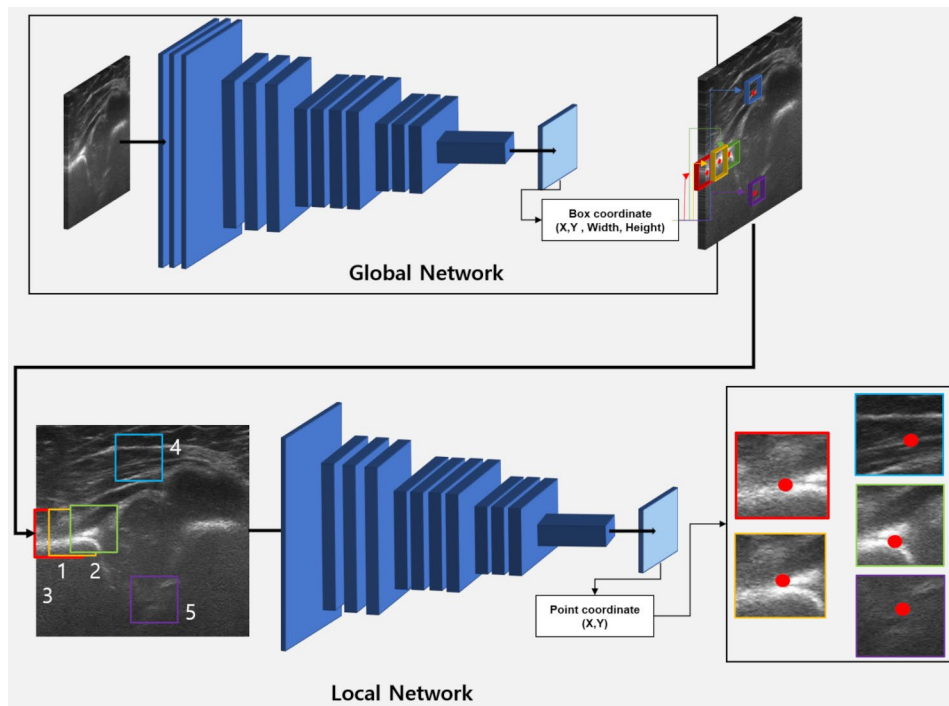 Box coordinate
(X,Y , Width, Height)
Global Network
4
1 2
3
5
Point coordinate
(X,Y)
Local Network